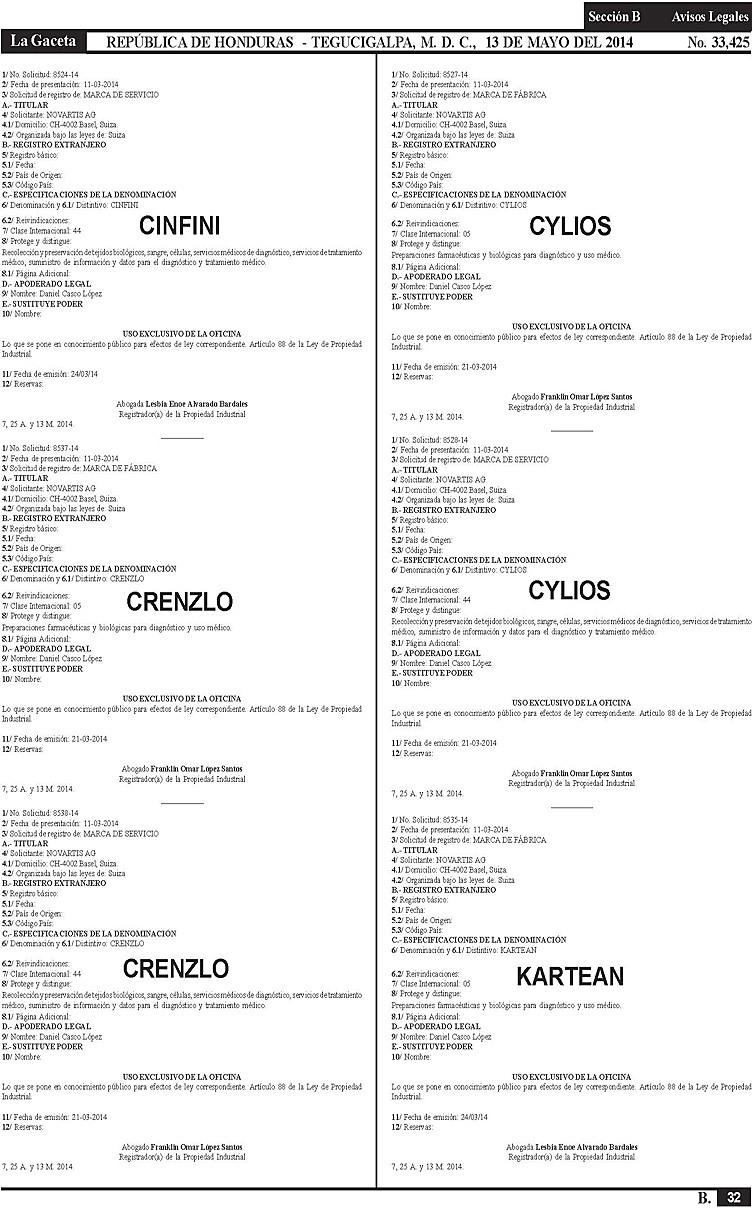 Sección B Avisos Legales
La Gaceta REPÚBLICA DE HONDURAS - TEGUCIGALPA, M. D. C., 13 DE MAYO DEL 2014 No. 33,425
1/ No. Solicitud: 8524-14
2/ Fecha de presentación: 11-03-2014
3/ Solicitud de registro de: MARCA DE SERVICIO
A.- TITULAR
4/ Solicitante: NOVARTIS AG
4.1/ Domicilio: CH-4002 Basel, Suiza.
4.2/ Organizada bajo las leyes de: Suiza
B.- REGISTRO EXTRANJERO
5/ Registro básico:
5.1/ Fecha:
5.2/ País de Origen:
5.3/ Código País:
C.- ESPECIFICACIONES DE LA DENOMINACIÓN
6/ Denominación y 6.1/ Distintivo: CINFINI
CINFINI
6.2/ Reivindicaciones:
7/ Clase Internacional: 44
8/ Protege y distingue:
Recolección y preservación de tejidos biológicos, sangre, células, servicios médicos de diagnóstico, servicios de tratamiento
médico, suministro de información y datos para el diagnóstico y tratamiento médico.
8.1/ Página Adicional:
D.- APODERADO LEGAL
9/ Nombre: Daniel Casco López
E.- SUSTITUYE PODER
10/ Nombre:
USO EXCLUSIVO DE LA OFICINA
Lo que se pone en conocimiento público para efectos de ley correspondiente. Artículo 88 de la Ley de Propiedad
Industrial.
11/ Fecha de emisión: 24/03/14
12/ Reservas:
Abogada Lesbia Enoe Alvarado Bardales
Registrador(a) de la Propiedad Industrial
7, 25 A. y 13 M. 2014.
1/ No. Solicitud: 8537-14
2/ Fecha de presentación: 11-03-2014
3/ Solicitud de registro de: MARCA DE FÁBRICA
A.- TITULAR
4/ Solicitante: NOVARTIS AG
4.1/ Domicilio: CH-4002 Basel, Suiza.
4.2/ Organizada bajo las leyes de: Suiza
B.- REGISTRO EXTRANJERO
5/ Registro básico:
5.1/ Fecha:
5.2/ País de Origen:
5.3/ Código País:
C.- ESPECIFICACIONES DE LA DENOMINACIÓN
6/ Denominación y 6.1/ Distintivo: CRENZLO
CRENZLO
6.2/ Reivindicaciones:
7/ Clase Internacional: 05
8/ Protege y distingue:
Preparaciones farmacéuticas y biológicas para diagnóstico y uso médico.
8.1/ Página Adicional:
D.- APODERADO LEGAL
9/ Nombre: Daniel Casco López
E.- SUSTITUYE PODER
10/ Nombre:
USO EXCLUSIVO DE LA OFICINA
Lo que se pone en conocimiento público para efectos de ley correspondiente. Artículo 88 de la Ley de Propiedad
Industrial.
11/ Fecha de emisión: 21-03-2014
12/ Reservas:
Abogado Franklin Omar López Santos
Registrador(a) de la Propiedad Industrial
7, 25 A. y 13 M. 2014.
1/ No. Solicitud: 8538-14
2/ Fecha de presentación: 11-03-2014
3/ Solicitud de registro de: MARCA DE SERVICIO
A.- TITULAR
4/ Solicitante: NOVARTIS AG
4.1/ Domicilio: CH-4002 Basel, Suiza.
4.2/ Organizada bajo las leyes de: Suiza
B.- REGISTRO EXTRANJERO
5/ Registro básico:
5.1/ Fecha:
5.2/ País de Origen:
5.3/ Código País:
C.- ESPECIFICACIONES DE LA DENOMINACIÓN
6/ Denominación y 6.1/ Distintivo: CRENZLO
CRENZLO
6.2/ Reivindicaciones:
7/ Clase Internacional: 44
8/ Protege y distingue:
Recolección y preservación de tejidos biológicos, sangre, células, servicios médicos de diagnóstico, servicios de tratamiento
médico, suministro de información y datos para el diagnóstico y tratamiento médico.
8.1/ Página Adicional:
D.- APODERADO LEGAL
9/ Nombre: Daniel Casco López
E.- SUSTITUYE PODER
10/ Nombre:
USO EXCLUSIVO DE LA OFICINA
Lo que se pone en conocimiento público para efectos de ley correspondiente. Artículo 88 de la Ley de Propiedad
Industrial.
11/ Fecha de emisión: 21-03-2014
12/ Reservas:
Abogado Franklin Omar López Santos
Registrador(a) de la Propiedad Industrial
7, 25 A. y 13 M. 2014.
1/ No. Solicitud: 8527-14
2/ Fecha de presentación: 11-03-2014
3/ Solicitud de registro de: MARCA DE FÁBRICA
A.- TITULAR
4/ Solicitante: NOVARTIS AG
4.1/ Domicilio: CH-4002 Basel, Suiza
4.2/ Organizada bajo las leyes de: Suiza
B.- REGISTRO EXTRANJERO
5/ Registro básico:
5.1/ Fecha:
5.2/ País de Origen:
5.3/ Código País:
C.- ESPECIFICACIONES DE LA DENOMINACIÓN
6/ Denominación y 6.1/ Distintivo: CYLIOS
CYLIOS
6.2/ Reivindicaciones:
7/ Clase Internacional: 05
8/ Protege y distingue:
Preparaciones farmacéuticas y biológicas para diagnóstico y uso médico.
8.1/ Página Adicional:
D.- APODERADO LEGAL
9/ Nombre: Daniel Casco López
E.- SUSTITUYE PODER
10/ Nombre:
USO EXCLUSIVO DE LA OFICINA
Lo que se pone en conocimiento público para efectos de ley correspondiente. Artículo 88 de la Ley de Propiedad
Industrial.
11/ Fecha de emisión: 21-03-2014
12/ Reservas:
Abogado Franklin Omar López Santos
Registrador(a) de la Propiedad Industrial
7, 25 A. y 13 M. 2014.
1/ No. Solicitud: 8528-14
2/ Fecha de presentación: 11-03-2014
3/ Solicitud de registro de: MARCA DE SERVICIO
A.- TITULAR
4/ Solicitante: NOVARTIS AG
4.1/ Domicilio: CH-4002 Basel, Suiza
4.2/ Organizada bajo las leyes de: Suiza
B.- REGISTRO EXTRANJERO
5/ Registro básico:
5.1/ Fecha:
5.2/ País de Origen:
5.3/ Código País:
C.- ESPECIFICACIONES DE LA DENOMINACIÓN
6/ Denominación y 6.1/ Distintivo: CYLIOS
CYLIOS
6.2/ Reivindicaciones:
7/ Clase Internacional: 44
8/ Protege y distingue:
Recolección y preservación de tejidos biológicos, sangre, células, servicios médicos de diagnóstico, servicios de tratamiento
médico, suministro de información y datos para el diagnóstico y tratamiento médico.
8.1/ Página Adicional:
D.- APODERADO LEGAL
9/ Nombre: Daniel Casco López
E.- SUSTITUYE PODER
10/ Nombre:
USO EXCLUSIVO DE LA OFICINA
Lo que se pone en conocimiento público para efectos de ley correspondiente. Artículo 88 de la Ley de Propiedad
Industrial.
11/ Fecha de emisión: 21-03-2014
12/ Reservas:
Abogado Franklin Omar López Santos
Registrador(a) de la Propiedad Industrial
7, 25 A. y 13 M. 2014.
1/ No. Solicitud: 8535-14
2/ Fecha de presentación: 11-03-2014
3/ Solicitud de registro de: MARCA DE FÁBRICA
A.- TITULAR
4/ Solicitante: NOVARTIS AG
4.1/ Domicilio: CH-4002 Basel, Suiza.
4.2/ Organizada bajo las leyes de: Suiza
B.- REGISTRO EXTRANJERO
5/ Registro básico:
5.1/ Fecha:
5.2/ País de Origen:
5.3/ Código País:
C.- ESPECIFICACIONES DE LA DENOMINACIÓN
6/ Denominación y 6.1/ Distintivo: KARTEAN
KARTEAN
6.2/ Reivindicaciones:
7/ Clase Internacional: 05
8/ Protege y distingue:
Preparaciones farmacéuticas y biológicas para diagnóstico y uso médico.
8.1/ Página Adicional:
D.- APODERADO LEGAL
9/ Nombre: Daniel Casco López
E.- SUSTITUYE PODER
10/ Nombre:
USO EXCLUSIVO DE LA OFICINA
Lo que se pone en conocimiento público para efectos de ley correspondiente. Artículo 88 de la Ley de Propiedad
Industrial.
11/ Fecha de emisión: 24/03/14
12/ Reservas:
Abogada Lesbia Enoe Alvarado Bardales
Registrador(a) de la Propiedad Industrial
7, 25 A. y 13 M. 2014.
B. 32